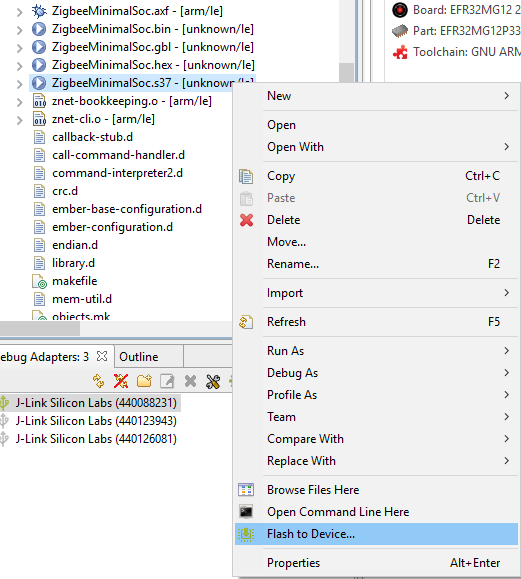 ZigbeeMinimalSoc.axf - [arm/le]
ZigbeeMinimalSoc.bin - [unknown/le]
ZigbeeMinimalSoc.gbl - [unknown/le]
ZigbeeMinimalSoc.hex - [unknown/le]
ZigbeeMinimalSoc.s37 - [unknown/le]
znet-bookkeeping.o - [arm/le]
znet-cli.o - [arm/le]
callback-stub.d
call-command-handler.d
command-interpreter2.d
crc.d
ember-base-configuration.d
ember-configuration.d
endian.d
library.d
makefile
mem-util.d
objects.mk
Board: EFR32MG12 2
Part: EFR32MG12P33
Toolchain: GNU ARM
New
Open
Open With
Copy Ctrl+C
Paste Ctrl+V
Delete Delete
Move...
Rename... F2
Import
Refresh F5
Run As
Debug As
Profile As
Team
Compare With
Replace With
Browse Files Here
Open Command Line Here
Flash to Device...
Properties Alt+Enter
ebug Adapters: 3 Outline
J-Link Silicon Labs (440088231)
J-Link Silicon Labs (440123943)
J-Link Silicon Labs (440126081)